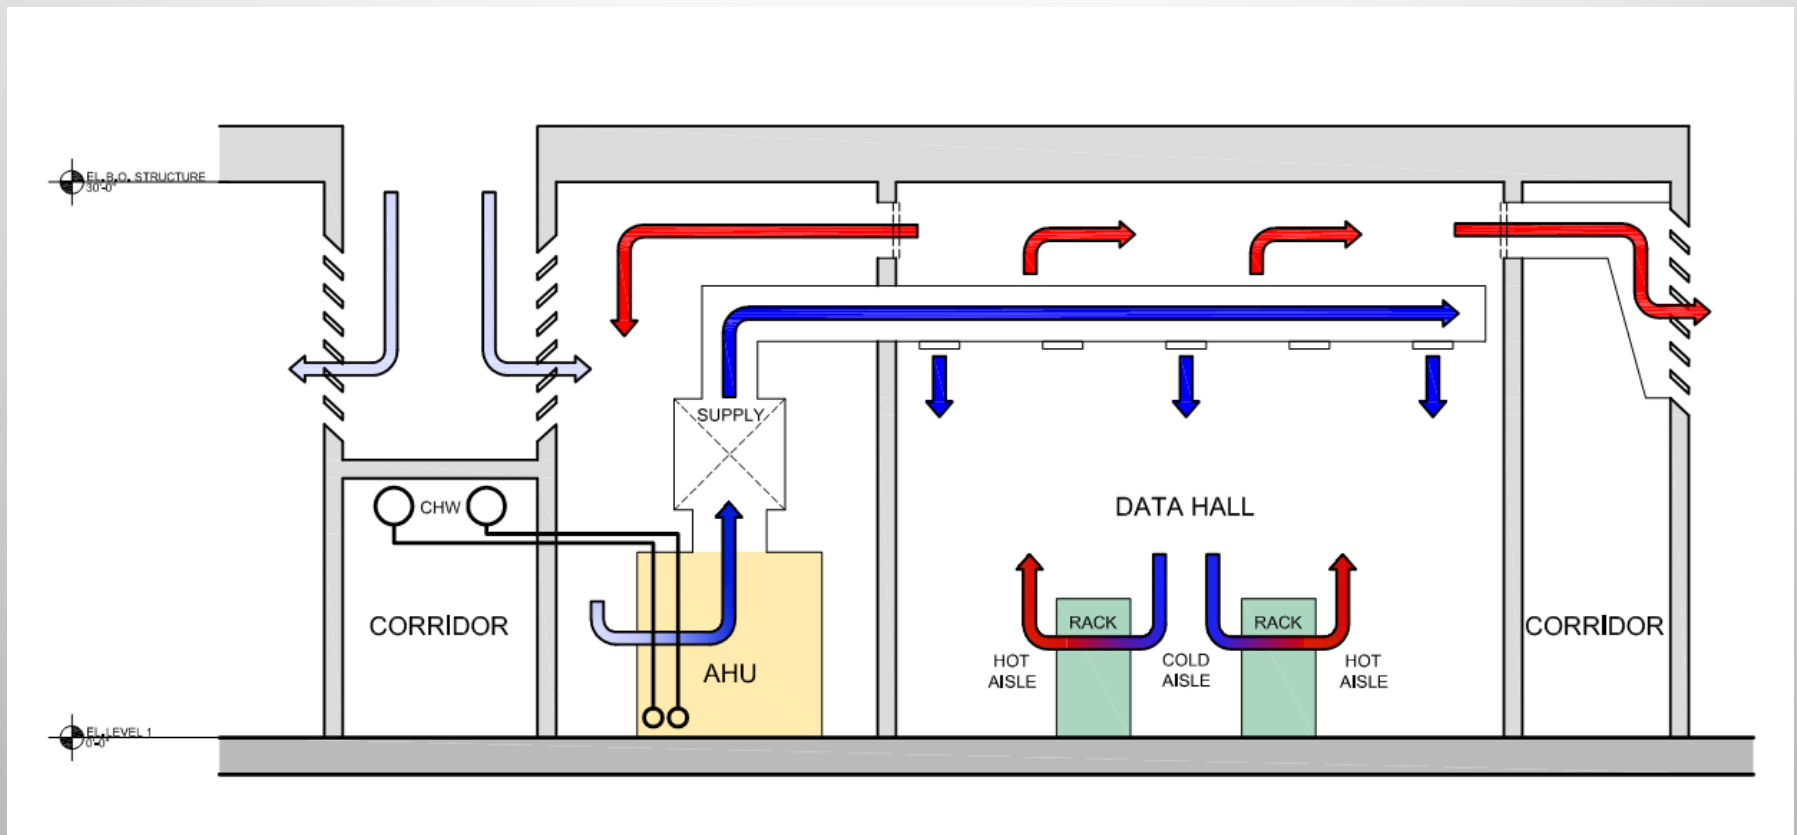 EL. B.O. STRUCTURE
30'-0"
SUPPLY
CHW
DATA HALL
CORRIDOR
AHU
RACK
RACK
HOT
AISLE
COLD
AISLE
HOT
AISLE
CORRIDOR
EL. LEVEL 1
0'-0"